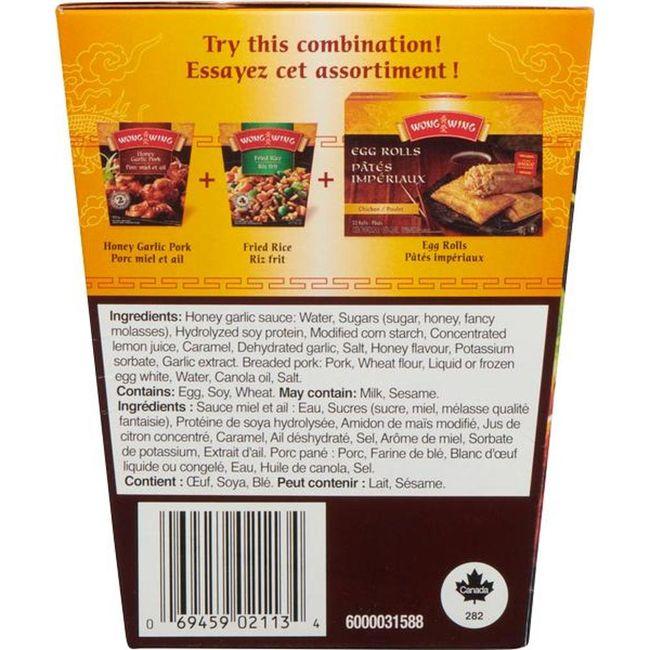 Try this combination!
Essayez cet assortiment !
WONG WING
Honey
Garlic Pork
Porc miel et ail
WONG WING
Fried Rice
Riz frit
WONG WING
EGG ROLLS
PÂTÉS
IMPÉRIAUX
Chicken / Poulet
+
+
Honey Garlic Pork
Porc miel et ail
Fried Rice
Riz frit
Egg Rolls
Pâtés impériaux
Ingredients: Honey garlic sauce: Water, Sugars (sugar, honey, fancy
molasses), Hydrolyzed soy protein, Modified corn starch, Concentrated
lemon juice, Caramel, Dehydrated garlic, Salt, Honey flavour, Potassium
sorbate, Garlic extract. Breaded pork: Pork, Wheat flour, Liquid or frozen
egg white, Water, Canola oil, Salt.
Contains: Egg, Soy, Wheat. May contain: Milk, Sesame.
Ingrédients : Sauce miel et ail : Eau, Sucres (sucre, miel, mélasse qualité
fantaisie), Protéine de soya hydrolysée, Amidon de maïs modifié, Jus de
citron concentré, Caramel, Ail déshydraté, Sel, Arôme de miel, Sorbate
de potassium, Extrait d'ail. Porc pané : Porc, Farine de blé, Blanc d'œuf
liquide ou congelé, Eau, Huile de canola, Sel.
Contient : Œuf, Soya, Blé. Peut contenir : Lait, Sésame.
0 69459 02113 4
6000031588
Canada
282